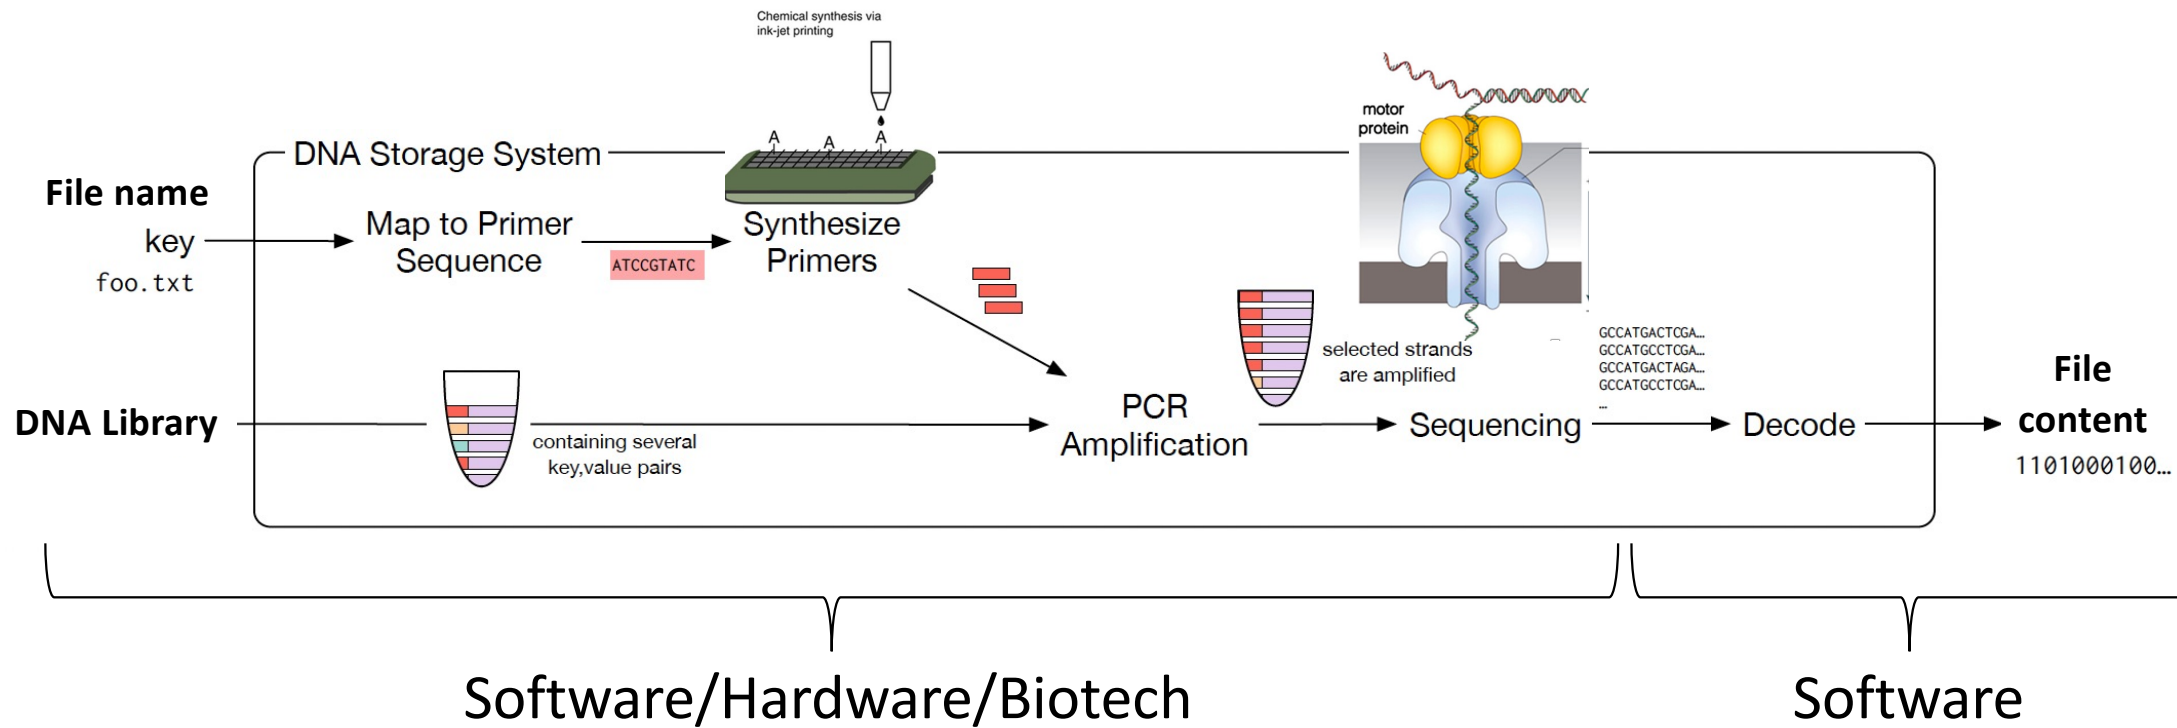 Chemical synthesis via
ink-jet printing
A
A
A
motor
protein
DNA Storage System
File name
key
foo.txt
Map to Primer
Sequence
ATCCGTATC
Synthesize
Primers
DNA Library
containing several
key,value pairs
PCR
Amplification
selected strands
are amplified
Sequencing
GCCATGACTCGA…
GCCATGCCTCGA…
GCCATGACTAGA…
GCCATGCCTCGA…
…
Decode
File
content
1101000100…
Software/Hardware/Biotech
Software